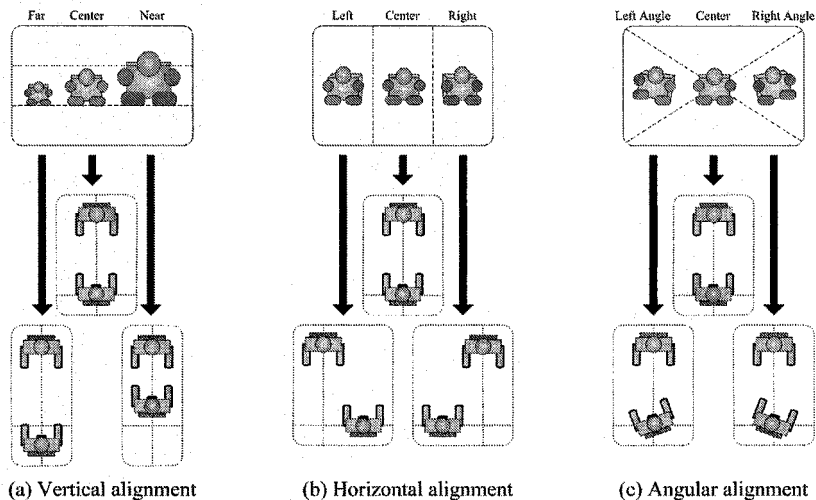 Far Center Near
Left Center Right
Left Angle Center Right Angle
(a) Vertical alignment
(b) Horizontal alignment
(c) Angular alignment